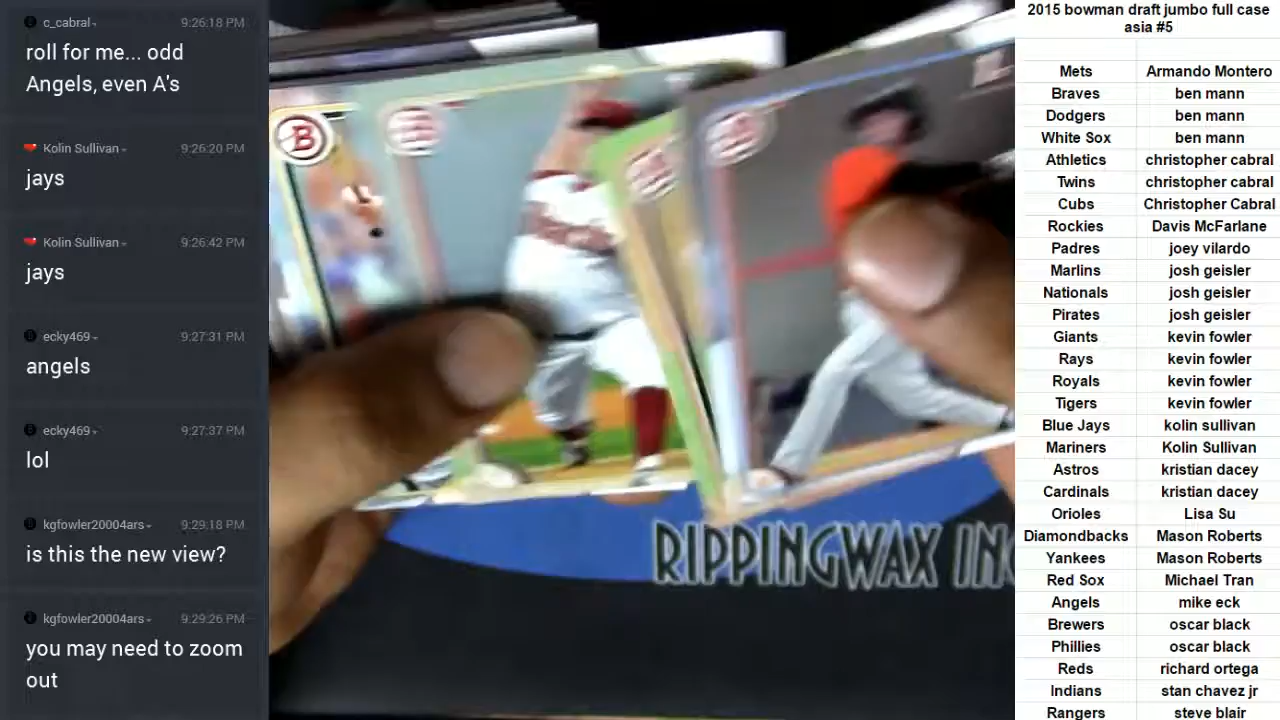 c_cabral
9:26:18 PM
roll for me... odd
Angels, even A's
Kolin Sullivan
9:26:20 PM
jays
Kolin Sullivan
9:26:42 PM
jays
ecky469
9:27:31 PM
angels
ecky469
9:27:37 PM
lol
kgfowler20004ars
9:29:18 PM
is this the new view?
kgfowler20004ars
9:29:26 PM
you may need to zoom
out
B
RIPPINGWAX INC
2015 bowman draft jumbo full case
asia #5
Mets Armando Montero
Braves ben mann
Dodgers ben mann
White Sox ben mann
Athletics christopher cabral
Twins christopher cabral
Cubs Christopher Cabral
Rockies Davis McFarlane
Padres joey vilardo
Marlins josh geisler
Nationals josh geisler
Pirates josh geisler
Giants kevin fowler
Rays kevin fowler
Royals kevin fowler
Tigers kevin fowler
Blue Jays kolin sullivan
Mariners Kolin Sullivan
Astros kristian dacey
Cardinals kristian dacey
Orioles Lisa Su
Diamondbacks Mason Roberts
Yankees Mason Roberts
Red Sox Michael Tran
Angels mike eck
Brewers oscar black
Phillies oscar black
Reds richard ortega
Indians stan chavez jr
Rangers steve blair